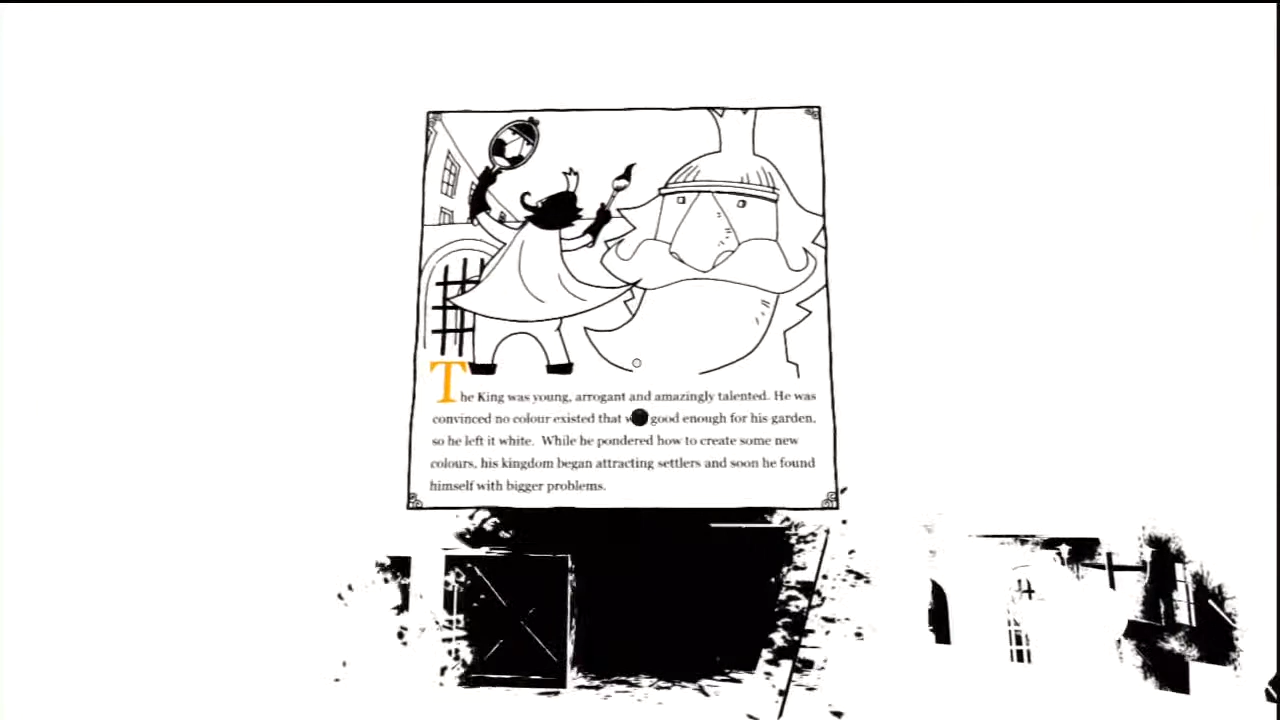 The King was young, arrogant and amazingly talented. He was
convinced no colour existed that good enough for his garden,
so he left it white. While he pondered how to create some new
colours, his kingdom began attracting settlers and soon he found
himself with bigger problems.